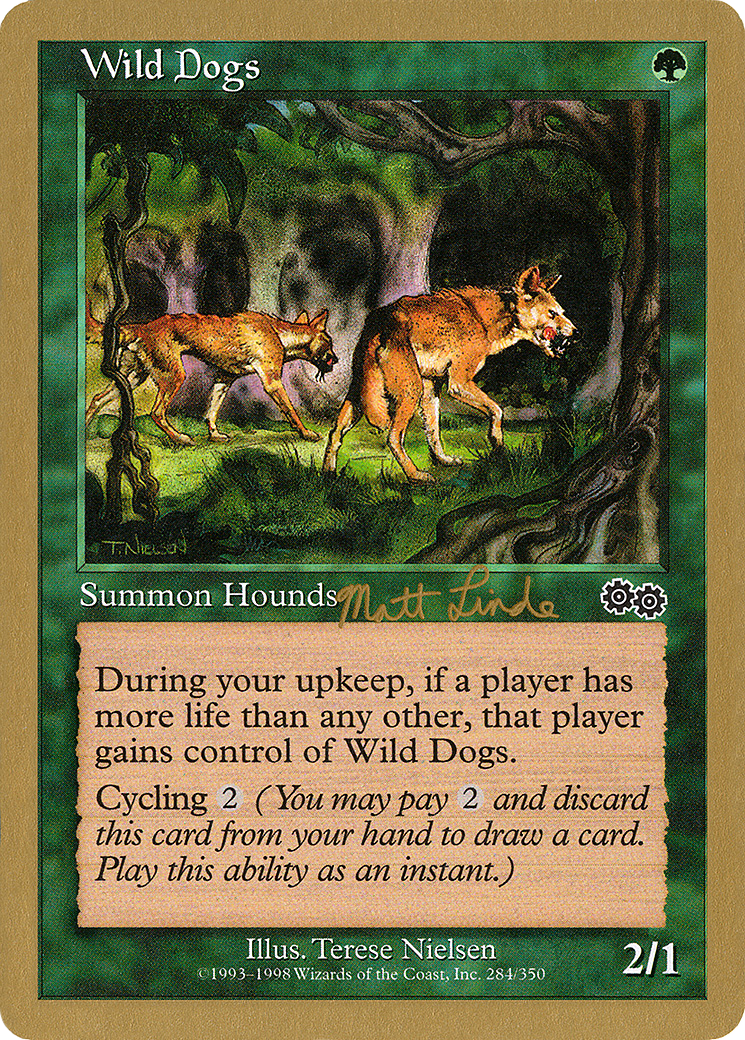 Wild Dogs
T. NIELSEN
Summon Hounds Matt Linde
During your upkeep, if a player has
more life than any other, that player
gains control of Wild Dogs.
Cycling 2 (You may pay 2 and discard
this card from your hand to draw a card.
Play this ability as an instant.)
Illus. Terese Nielsen
©1993–1998 Wizards of the Coast, Inc. 284/350
2/1